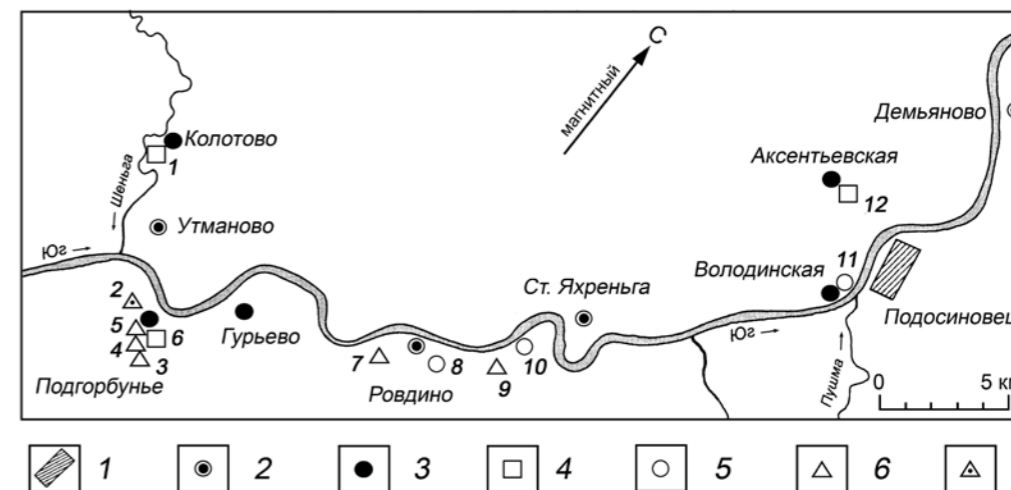 С
магнитный
Демьяново
Колотово
1
Аксентьевская
12
← Шеньга
Утманово
Юг →
2
Ст. Яхреньга
Володинская
11
5
6
4
3
Гурьево
Подосиновец
Юг →
7
8
9
10
Подгорбунье
Ровдино
Пушма →
0
5 км
1
2
3
4
5
6